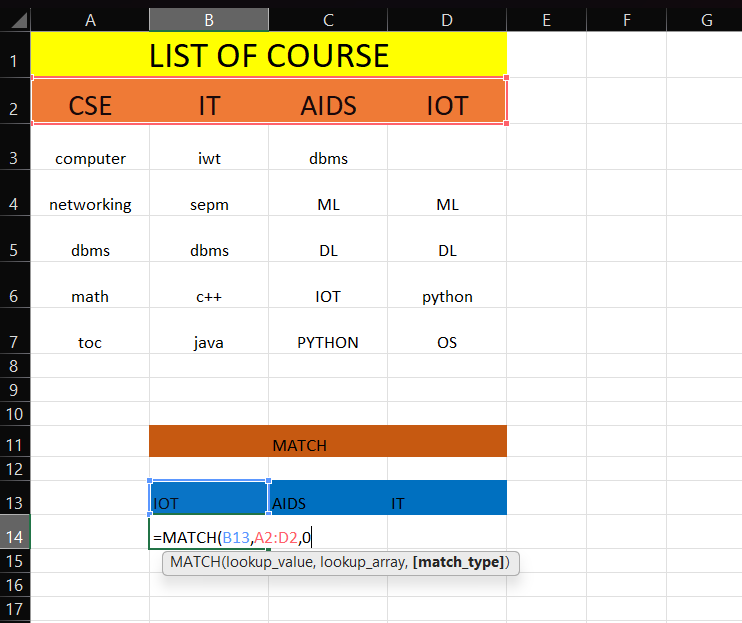 A B C D E F G
1 LIST OF COURSE
2 CSE IT AIDS IOT
3 computer iwt dbms
4 networking sepm ML ML
5 dbms dbms DL DL
6 math c++ IOT python
7 toc java PYTHON OS
8
9
10
11 MATCH
12
13 IOT AIDS IT
14 =MATCH(B13,A2:D2,0
15 MATCH(lookup_value, lookup_array, [match_type])
16
17